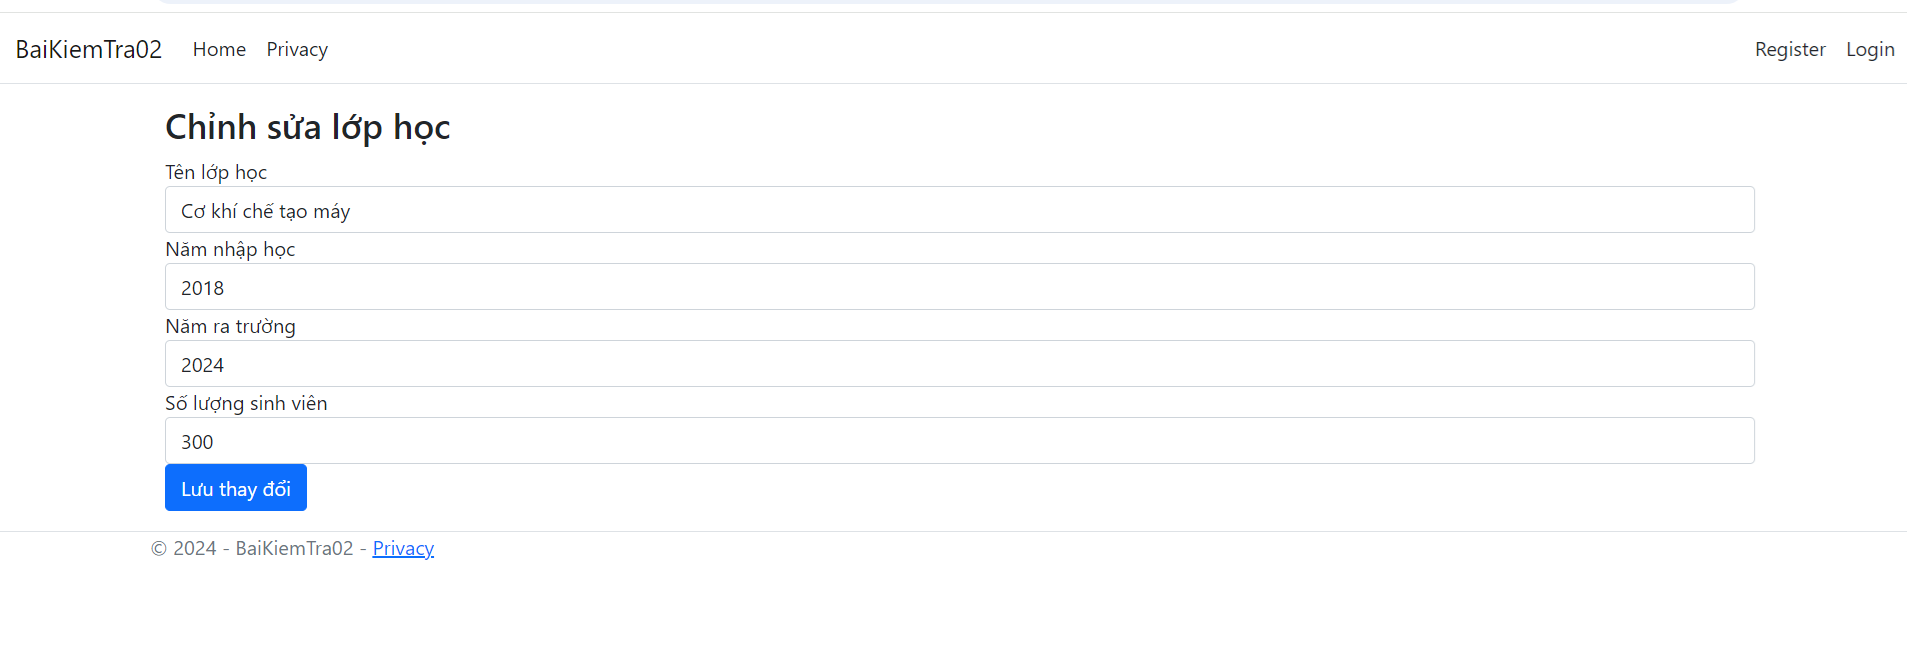 BaiKiemTra02 Home Privacy Register Login
Chỉnh sửa lớp học
Tên lớp học
Cơ khí chế tạo máy
Năm nhập học
2018
Năm ra trường
2024
Số lượng sinh viên
300
Lưu thay đổi
© 2024 - BaiKiemTra02 - Privacy